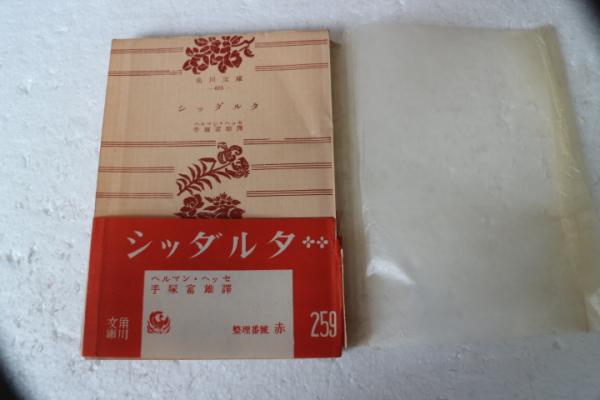 角川文庫
シッダルタ
ヘルマン・ヘッセ
手塚富雄譯
シッダルタ
ヘルマン・ヘッセ
手塚富雄譯
角川文庫
整理番號 赤 259